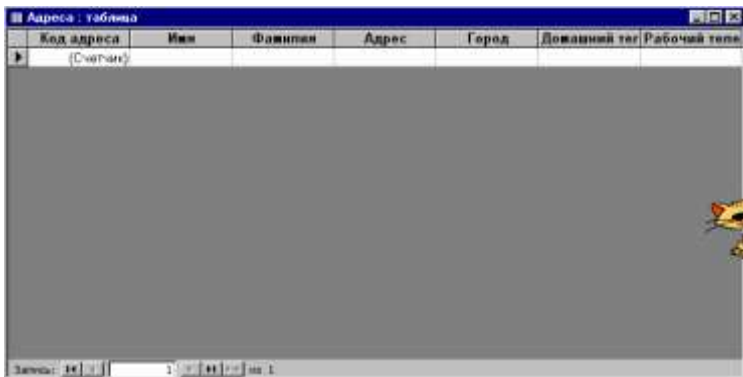 Адреса : таблица
Код адреса Имя Фамилия Адрес Город Домашний тел Рабочий теле
(Счетчик)
Запись: 1 из 1